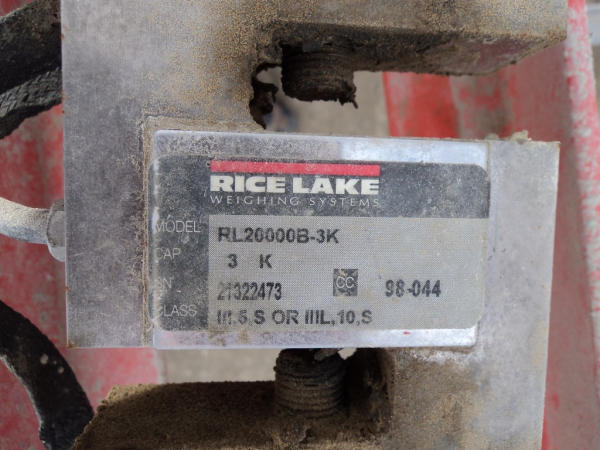 RICE LAKE
WEIGHING SYSTEMS
MODEL RL20000B-3K
CAP 3 K
SN 21322473 CC 98-044
CLASS III,5,S OR IIIL,10,S